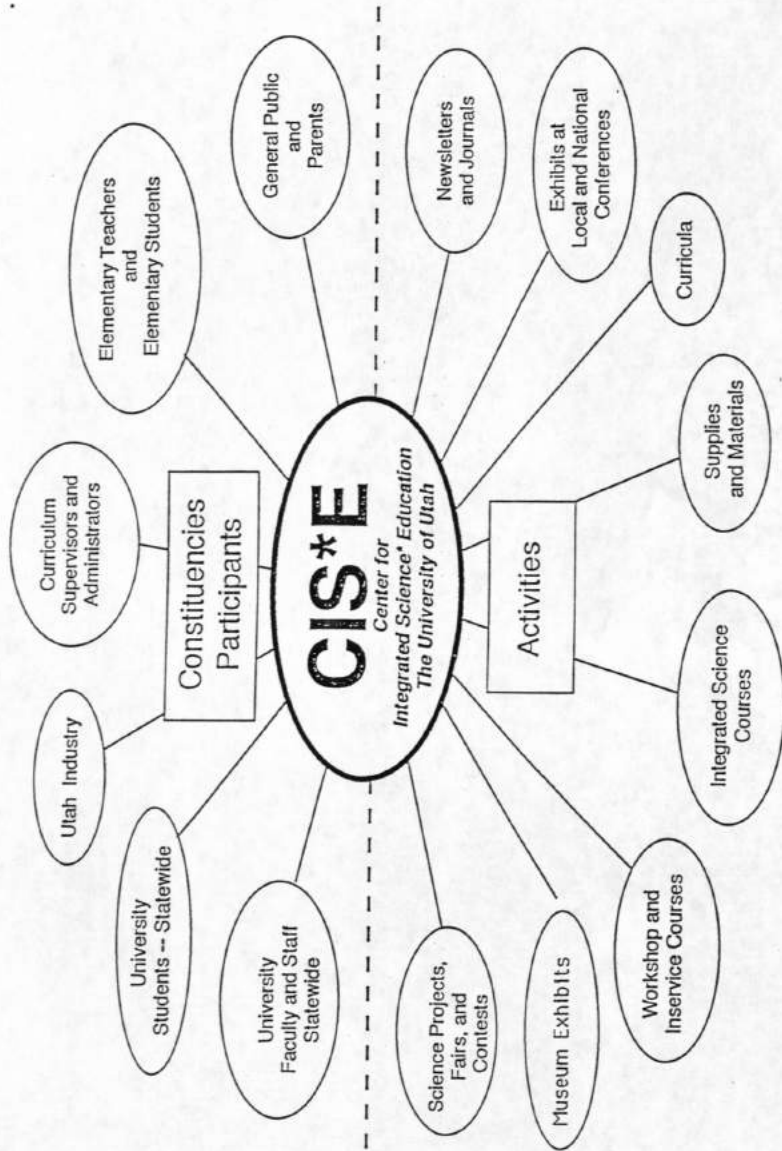 University
Faculty and Staff
Statewide
University
Students -- Statewide
Utah Industry
Curriculum
Supervisors and
Administrators
Elementary Teachers
and
Elementary Students
General Public
and
Parents
Constituencies
Participants
CIS*E
Center for
Integrated Science* Education
The University of Utah
Activities
Science Projects,
Fairs, and
Contests
Museum Exhibits
Workshop and
Inservice Courses
Integrated Science
Courses
Supplies
and Materials
Curricula
Exhibits at
Local and National
Conferences
Newsletters
and Journals